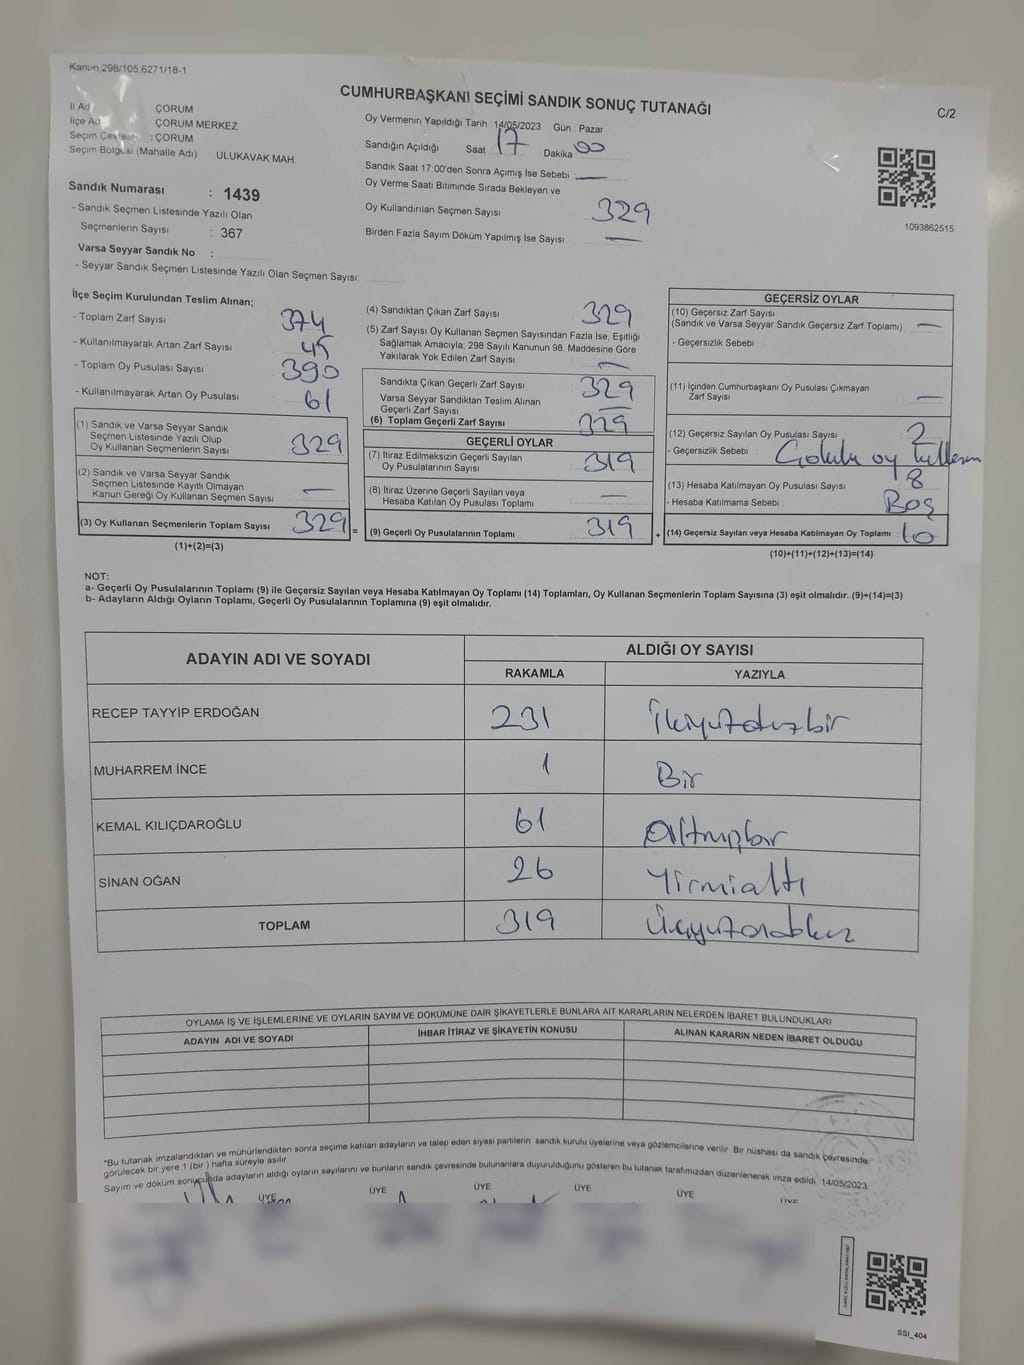 Kanun 298/105,6271/18-1
CUMHURBAŞKANI SEÇİMİ SANDIK SONUÇ TUTANAĞI
C/2
İl Ad ÇORUM
İlçe Ad ÇORUM MERKEZ
Seçim Çevresi : ÇORUM
Seçim Bölgesi (Mahalle Adı) ULUKAVAK MAH
Sandık Numarası : 1439
- Sandık Seçmen Listesinde Yazılı Olan
Seçmenlerin Sayısı : 367
Varsa Seyyar Sandık No :
- Seyyar Sandık Seçmen Listesinde Yazılı Olan Seçmen Sayısı:
Oy Vermenin Yapıldığı Tarih 14/05/2023 Gün : Pazar
Sandığın Açıldığı Saat 17 Dakika 00
Sandık Saat 17:00'den Sonra Açımış İse Sebebi —
Oy Verme Saati Bitiminde Sırada Bekleyen ve
Oy Kullandırılan Seçmen Sayısı 329
Birden Fazla Sayım Döküm Yapılmış İse Sayısı —
1093862515
İlçe Seçim Kurulundan Teslim Alınan;
- Toplam Zarf Sayısı 374
- Kullanılmayarak Artan Zarf Sayısı 45
- Toplam Oy Pusulası Sayısı 390
- Kullanılmayarak Artan Oy Pusulası 61
(1) Sandık ve Varsa Seyyar Sandık
Seçmen Listesinde Yazılı Olup
Oy Kullanan Seçmenlerin Sayısı 329
(2) Sandık ve Varsa Seyyar Sandık
Seçmen Listesinde Kayıtlı Olmayan
Kanun Gereği Oy Kullanan Seçmen Sayısı —
(3) Oy Kullanan Seçmenlerin Toplam Sayısı 329 =
(1)+(2)=(3)
(4) Sandıktan Çıkan Zarf Sayısı 329
(5) Zarf Sayısı Oy Kullanan Seçmen Sayısından Fazla İse, Eşitliği
Sağlamak Amacıyla; 298 Sayılı Kanunun 98. Maddesine Göre
Yakılarak Yok Edilen Zarf Sayısı —
Sandıkta Çıkan Geçerli Zarf Sayısı 329
Varsa Seyyar Sandıktan Teslim Alınan
Geçerli Zarf Sayısı —
(6) Toplam Geçerli Zarf Sayısı 329
GEÇERLİ OYLAR
(7) İtiraz Edilmeksizin Geçerli Sayılan
Oy Pusulalarının Sayısı 319
(8) İtiraz Üzerine Geçerli Sayılan veya
Hesaba Katılan Oy Pusulası Toplamı —
(9) Geçerli Oy Pusulalarının Toplamı 319 +
GEÇERSİZ OYLAR
(10) Geçersiz Zarf Sayısı
(Sandık ve Varsa Seyyar Sandık Geçersiz Zarf Toplamı) —
- Geçersizlik Sebebi
(11) İçinden Cumhurbaşkanı Oy Pusulası Çıkmayan
Zarf Sayısı —
(12) Geçersiz Sayılan Oy Pusulası Sayısı 2
- Geçersizlik Sebebi : oy
(13) Hesaba Katılmayan Oy Pusulası Sayısı 8
- Hesaba Katılmama Sebebi Boş
(14) Geçersiz Sayılan veya Hesaba Katılmayan Oy Toplamı : 10
(10)+(11)+(12)+(13)=(14)
NOT:
a- Geçerli Oy Pusulalarının Toplamı (9) ile Geçersiz Sayılan veya Hesaba Katılmayan Oy Toplamı (14) Toplamları, Oy Kullanan Seçmenlerin Toplam Sayısına (3) eşit olmalıdır. (9)+(14)=(3)
b- Adayların Aldığı Oyların Toplamı, Geçerli Oy Pusulalarının Toplamına (9) eşit olmalıdır.
ADAYIN ADI VE SOYADI ALDIĞI OY SAYISI
RAKAMLA YAZIYLA
RECEP TAYYİP ERDOĞAN 231 İkiyüzotuzbir
MUHARREM İNCE 1 Bir
KEMAL KILIÇDAROĞLU 61 Altmışbir
SİNAN OĞAN 26 Yirmialtı
TOPLAM 319 Üçyüzondokuz
OYLAMA İŞ VE İŞLEMLERİNE VE OYLARIN SAYIM VE DÖKÜMÜNE DAİR ŞİKAYETLERLE BUNLARA AİT KARARLARIN NELERDEN İBARET BULUNDUKLARI
ADAYIN ADI VE SOYADI İHBAR İTİRAZ VE ŞİKAYETİN KONUSU ALINAN KARARIN NEDEN İBARET OLDUĞU
*Bu tutanak imzalandıktan ve mühürlendikten sonra seçime katılan adayların ve talep eden siyasi partilerin sandık kurulu üyelerine veya gözlemcilerine verilir. Bir nüshası da sandık çevresinde
görülecek bir yere 1 (bir ) hafta süreyle asılır.
Sayım ve döküm sonucunda adayların aldığı oyların sayılarını ve bunların sandık çevresinde bulunanlara duyurulduğunu gösteren bu tutanak tarafımızdan düzenlenerek imza edildi. 14/05/2023
ÜYE ÜYE ÜYE ÜYE ÜYE ÜYE
SSI_404